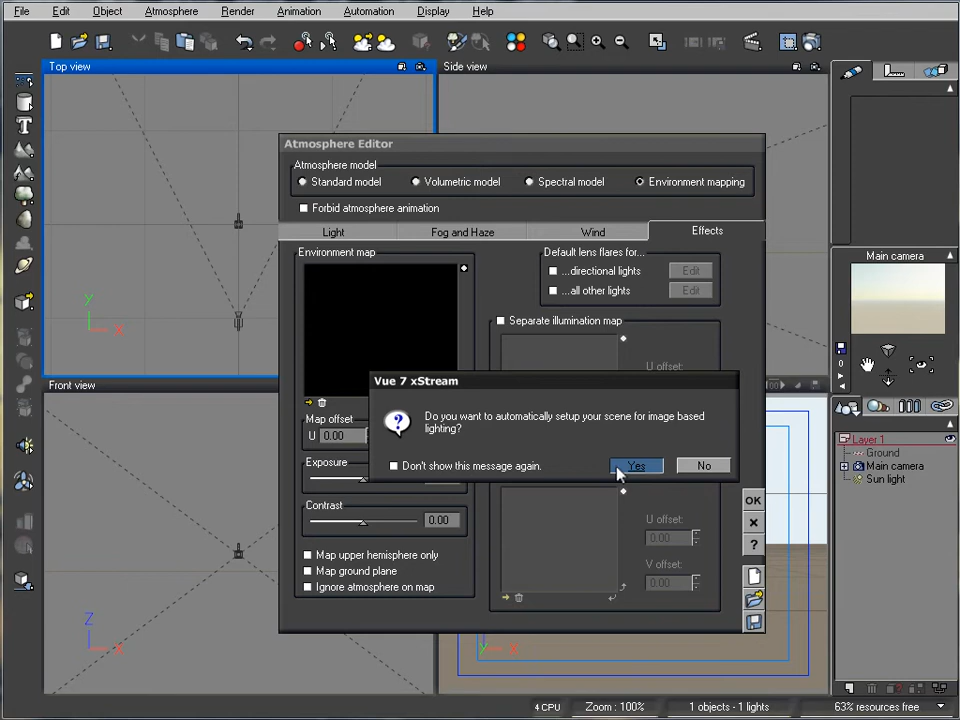 File Edit Object Atmosphere Render Animation Automation Display Help
Top view
Side view
Atmosphere Editor
Atmosphere model
Standard model Volumetric model Spectral model Environment mapping
Forbid atmosphere animation
Light Fog and Haze Wind Effects
Environment map
Default lens flares for...
...directional lights Edit
...all other lights Edit
Separate illumination map
U offset:
Main camera
Y
X
0
Front view
Vue 7 xStream
Do you want to automatically setup your scene for image based
lighting?
Don't show this message again.
Yes No
Map offset
U 0.00
Exposure
Contrast
0.00
Map upper hemisphere only
Map ground plane
Ignore atmosphere on map
U offset:
0.00
V offset:
0.00
OK
?
Layer 1
Ground
Main camera
Sun light
Z
X
Y X
4 CPU Zoom : 100% 1 objects - 1 lights 63% resources free